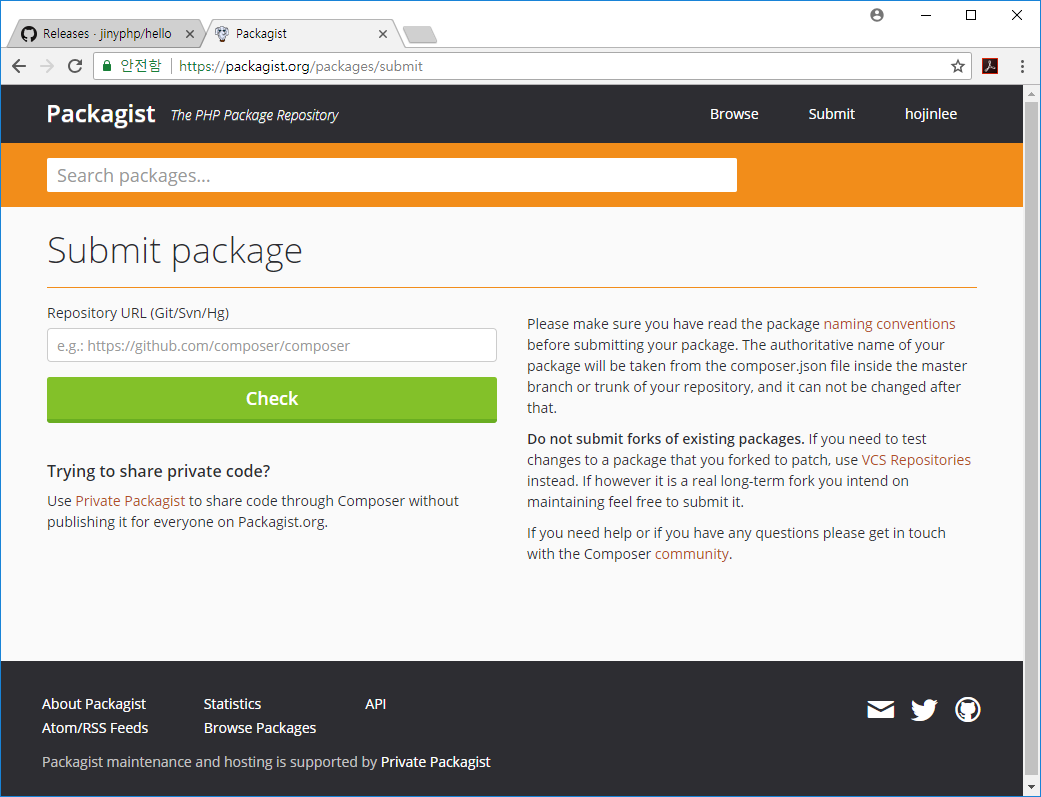 Releases · jinyphp/hello
Packagist
안전함
https://packagist.org/packages/submit
Packagist
The PHP Package Repository
Browse
Submit
hojinlee
Search packages...
Submit package
Repository URL (Git/Svn/Hg)
e.g.: https://github.com/composer/composer
Check
Trying to share private code?
Use Private Packagist to share code through Composer without
publishing it for everyone on Packagist.org.
Please make sure you have read the package naming conventions
before submitting your package. The authoritative name of your
package will be taken from the composer.json file inside the master
branch or trunk of your repository, and it can not be changed after
that.
Do not submit forks of existing packages. If you need to test
changes to a package that you forked to patch, use VCS Repositories
instead. If however it is a real long-term fork you intend on
maintaining feel free to submit it.
If you need help or if you have any questions please get in touch
with the Composer community.
About Packagist
Atom/RSS Feeds
Statistics
Browse Packages
API
Packagist maintenance and hosting is supported by Private Packagist